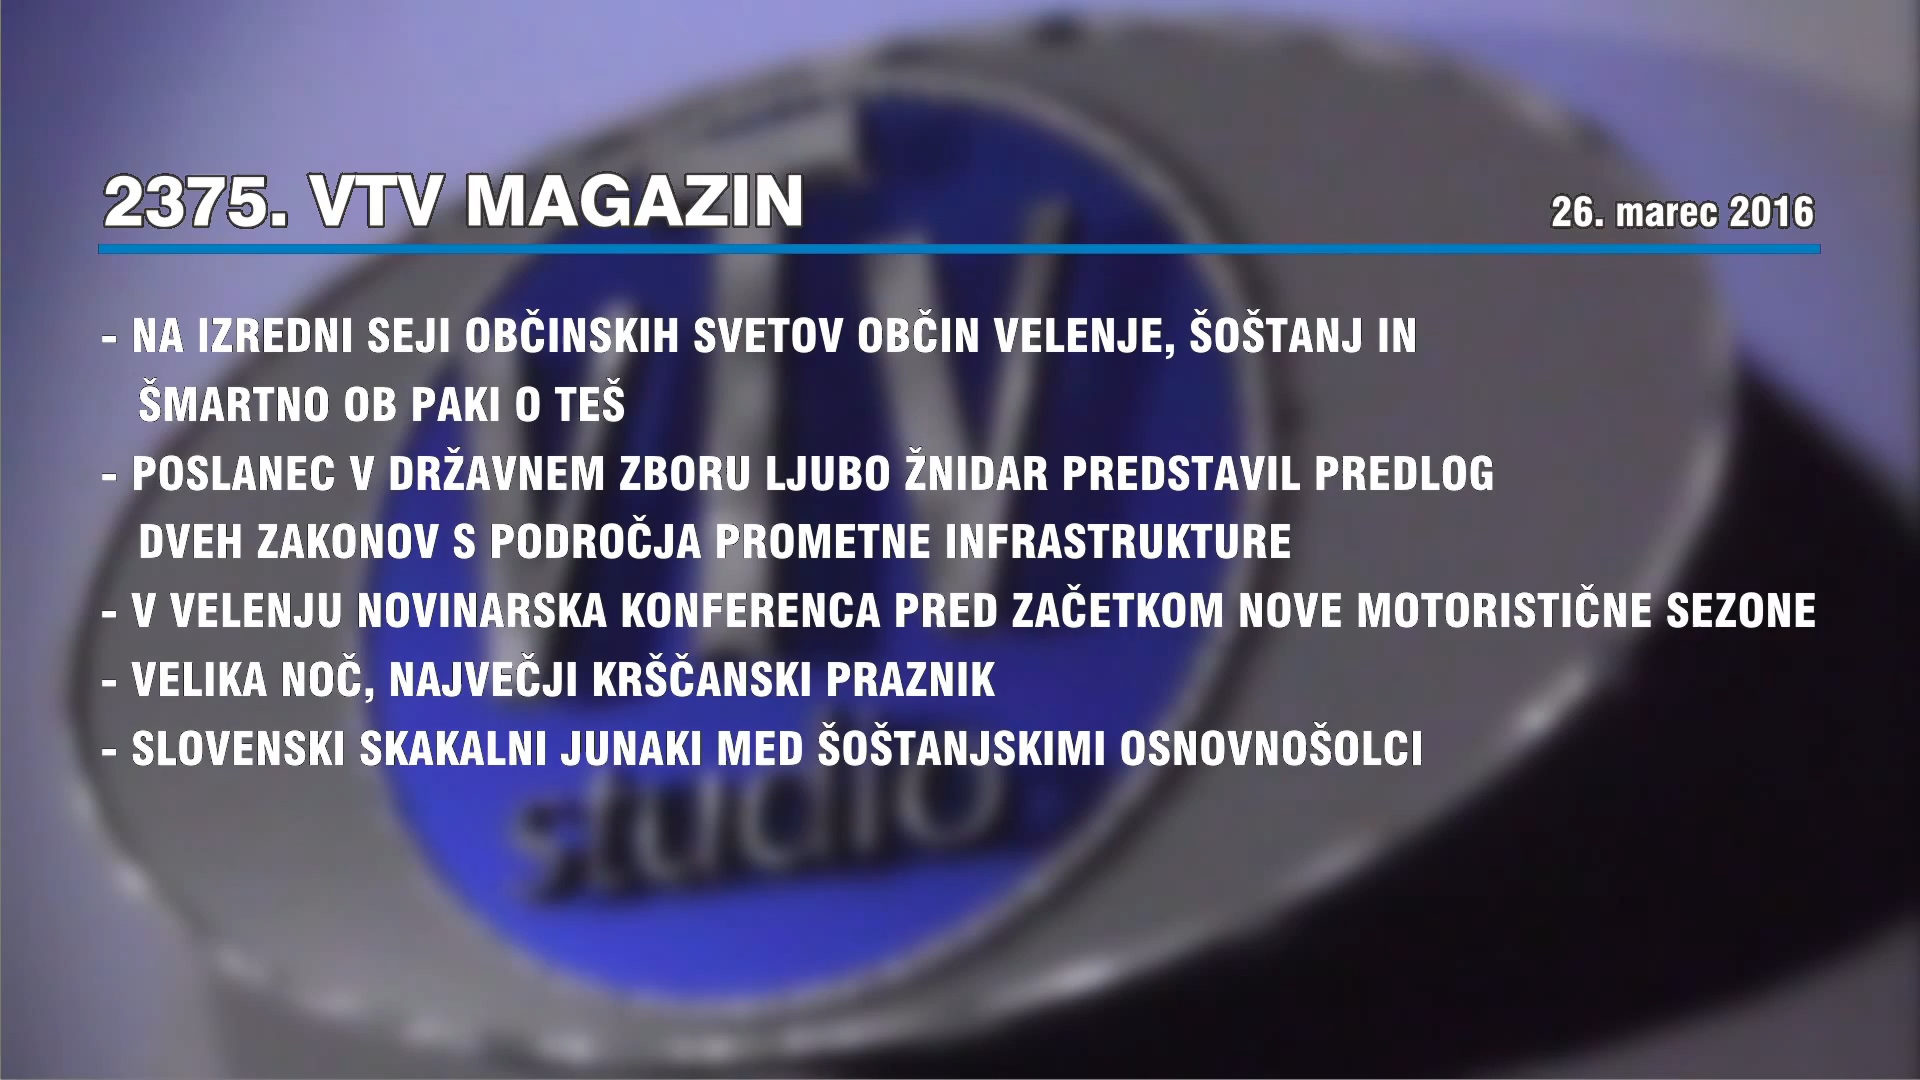 2375. VTV MAGAZIN
26. marec 2016
- NA IZREDNI SEJI OBČINSKIH SVETOV OBČIN VELENJE, ŠOŠTANJ IN
ŠMARTNO OB PAKI O TEŠ
- POSLANEC V DRŽAVNEM ZBORU LJUBO ŽNIDAR PREDSTAVIL PREDLOG
DVEH ZAKONOV S PODROČJA PROMETNE INFRASTRUKTURE
- V VELENJU NOVINARSKA KONFERENCA PRED ZAČETKOM NOVE MOTORISTIČNE SEZONE
- VELIKA NOČ, NAJVEČJI KRŠČANSKI PRAZNIK
- SLOVENSKI SKAKALNI JUNAKI MED ŠOŠTANJSKIMI OSNOVNOŠOLCI
VTV
studio